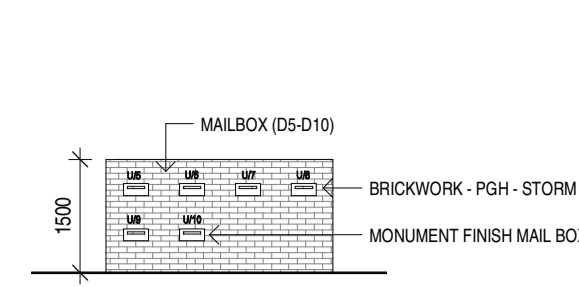 MAILBOX (D5-D10)
U/5 U/6 U/7 U/8
BRICKWORK - PGH - STORM
1500
U/9 U/10
MONUMENT FINISH MAIL BOX